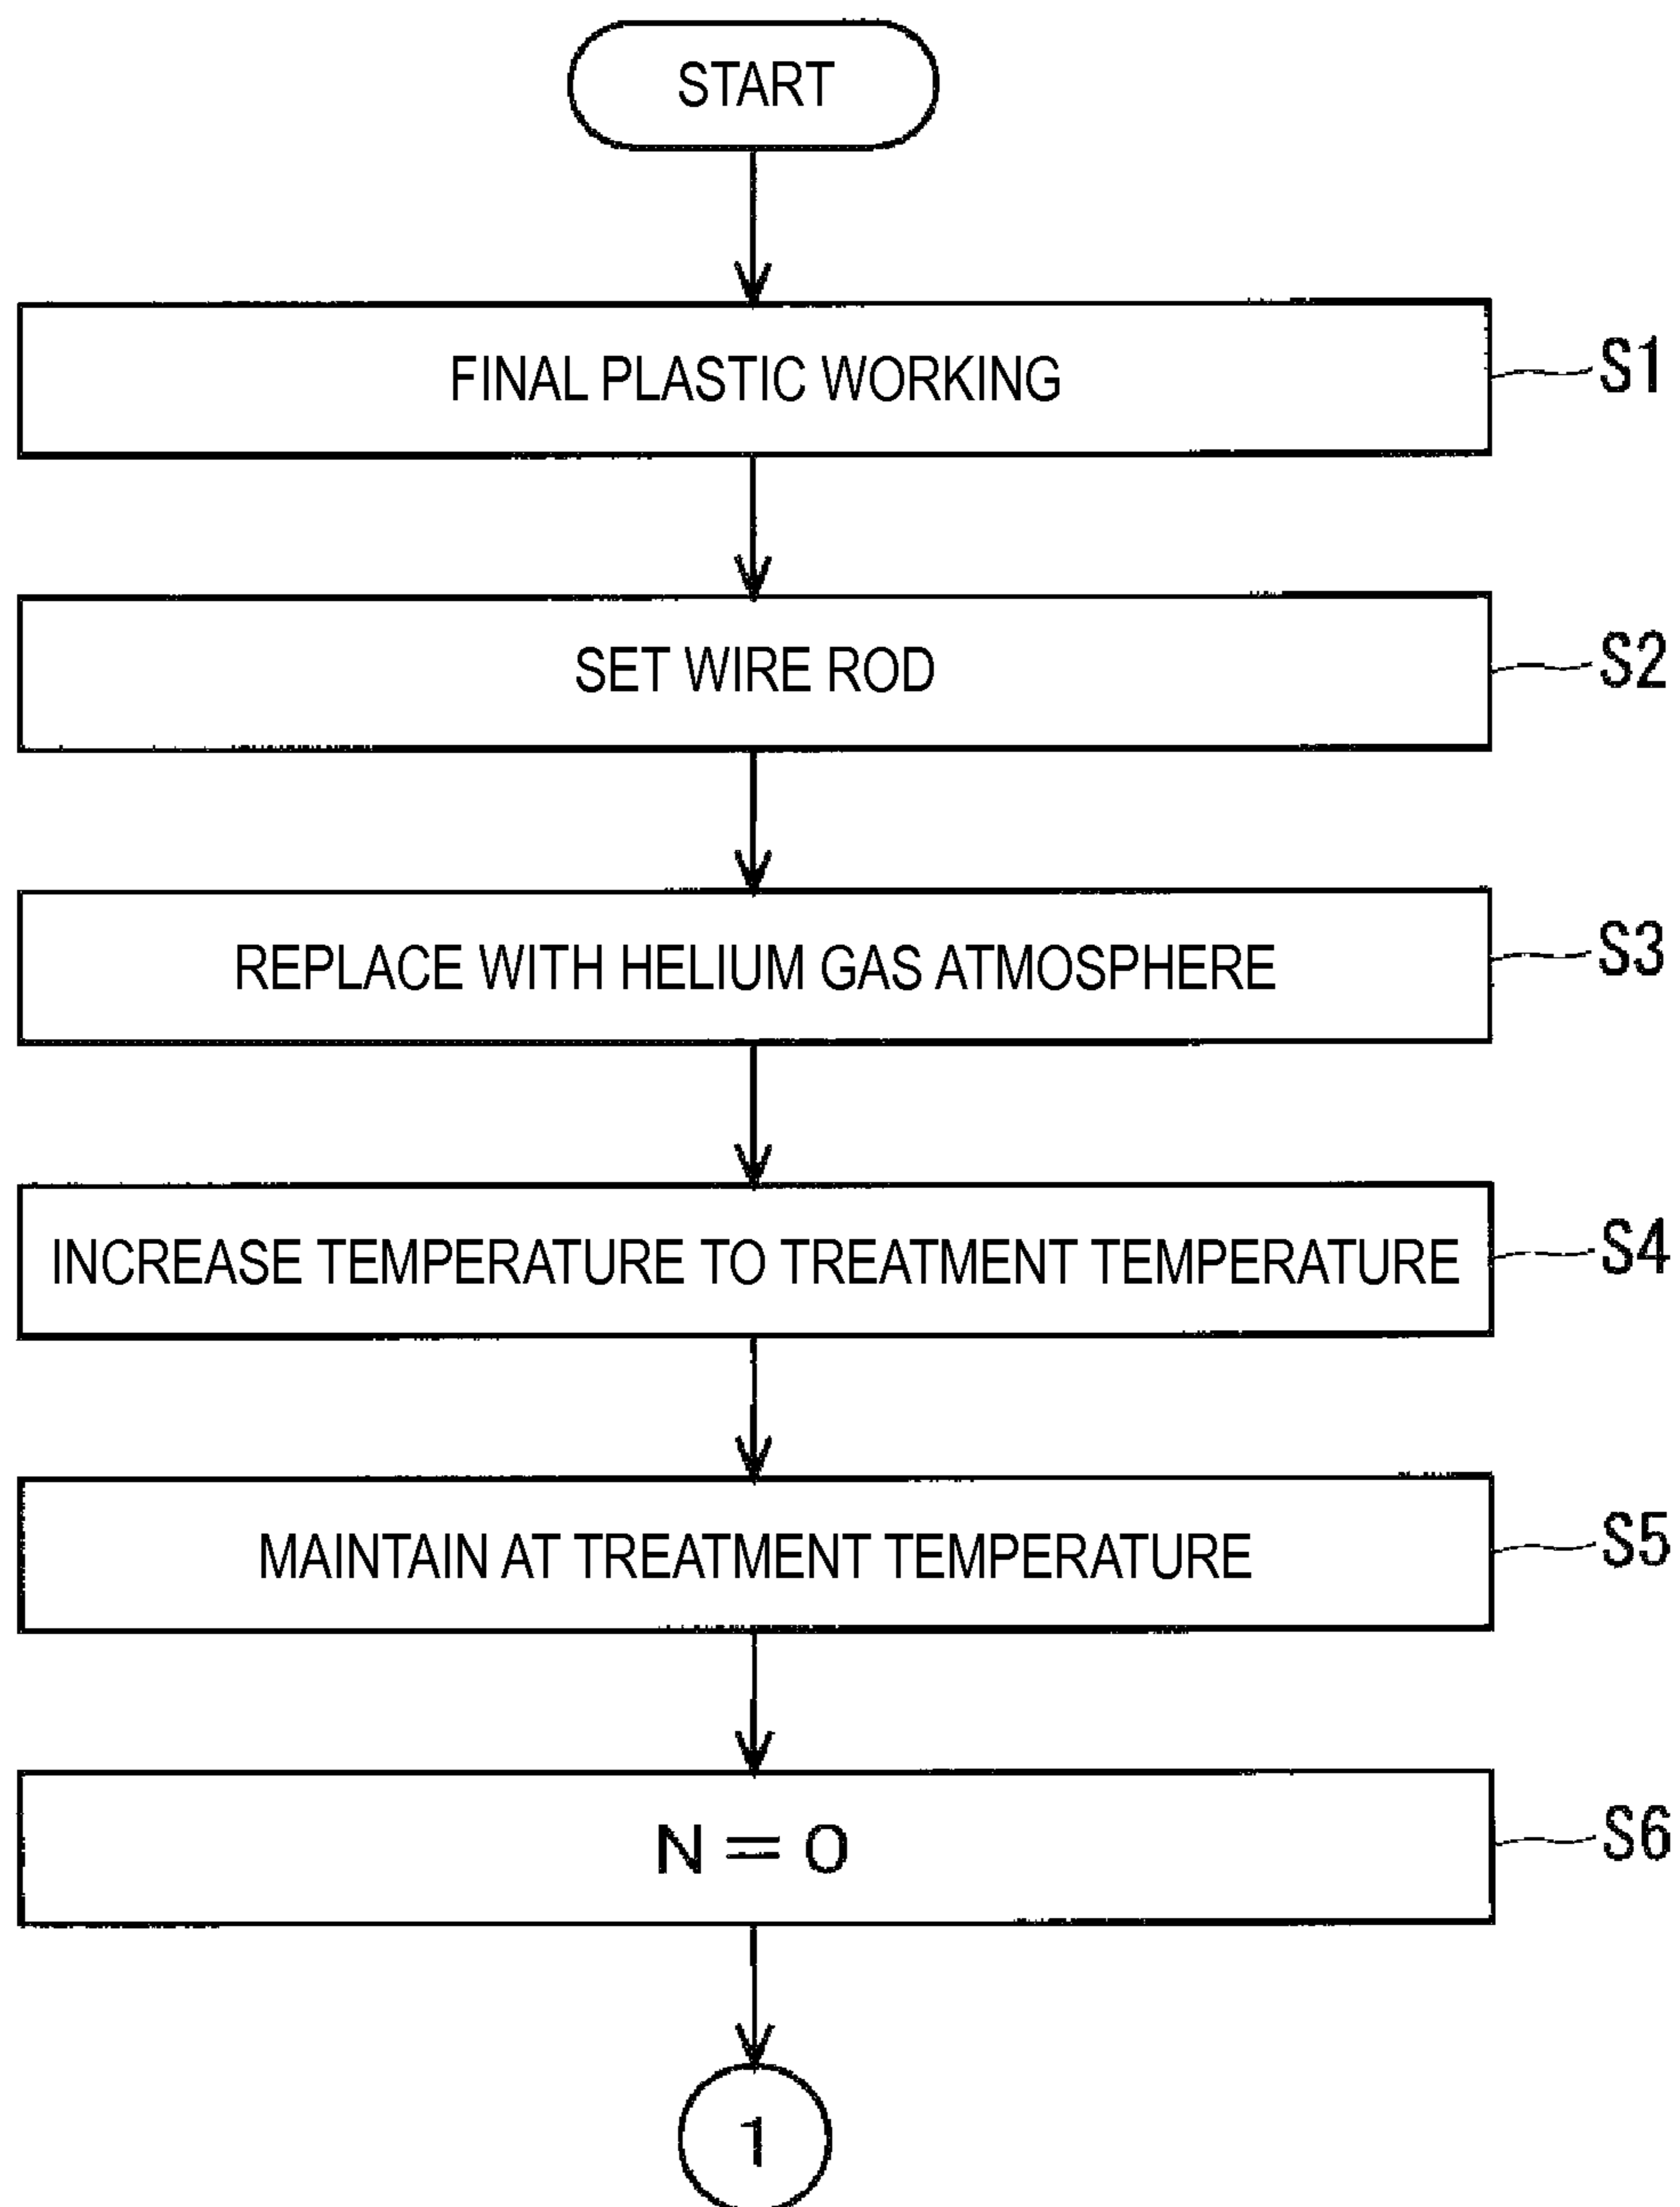 START
FINAL PLASTIC WORKING
S1
SET WIRE ROD
S2
REPLACE WITH HELIUM GAS ATMOSPHERE
S3
INCREASE TEMPERATURE TO TREATMENT TEMPERATURE
S4
MAINTAIN AT TREATMENT TEMPERATURE
S5
N = 0
S6
1